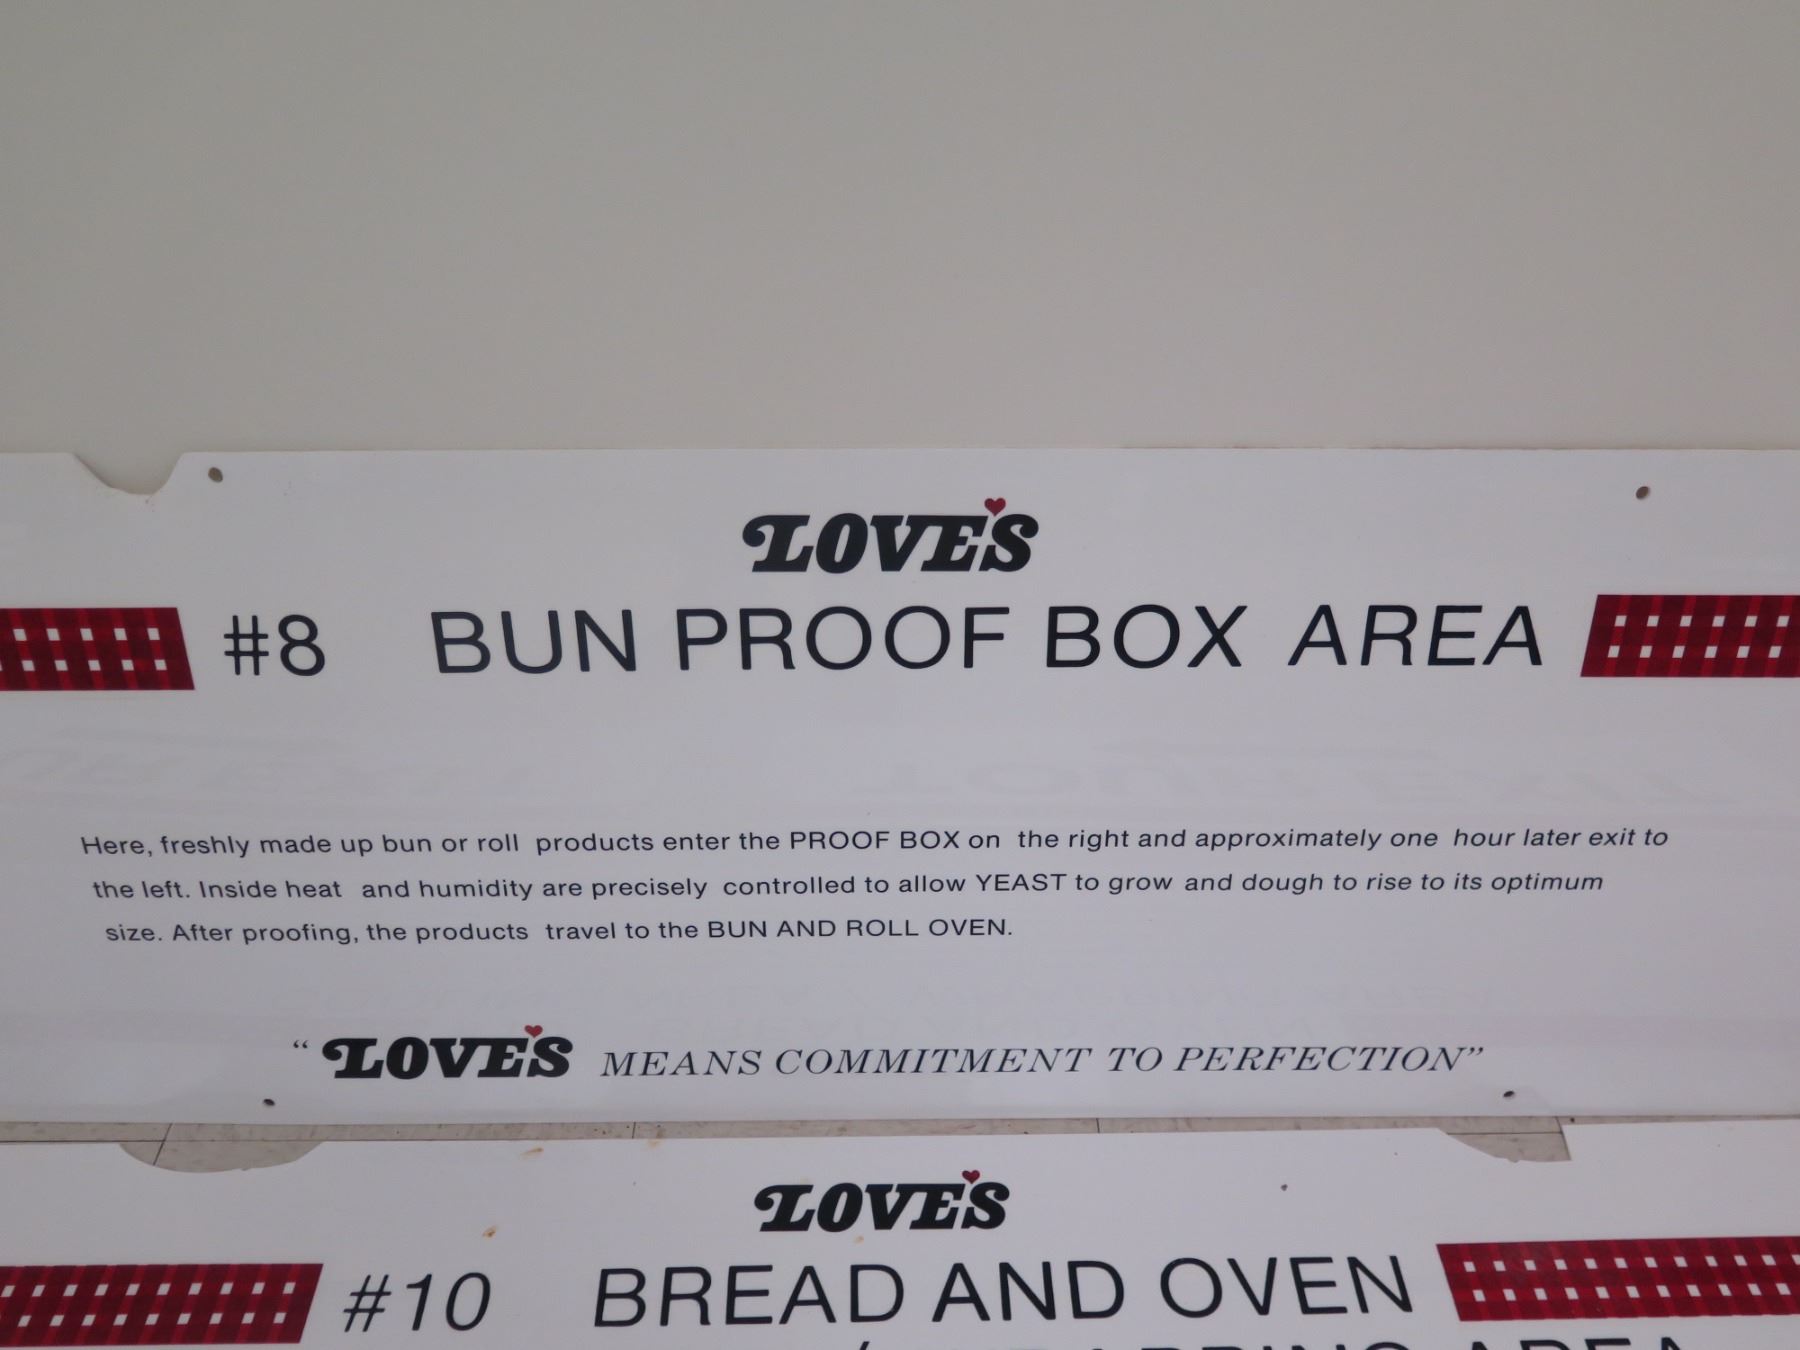 LOVE'S
#8 BUN PROOF BOX AREA
Here, freshly made up bun or roll products enter the PROOF BOX on the right and approximately one hour later exit to
the left. Inside heat and humidity are precisely controlled to allow YEAST to grow and dough to rise to its optimum
size. After proofing, the products travel to the BUN AND ROLL OVEN.
“LOVE'S MEANS COMMITMENT TO PERFECTION”
LOVE'S
#10 BREAD AND OVEN
AREA